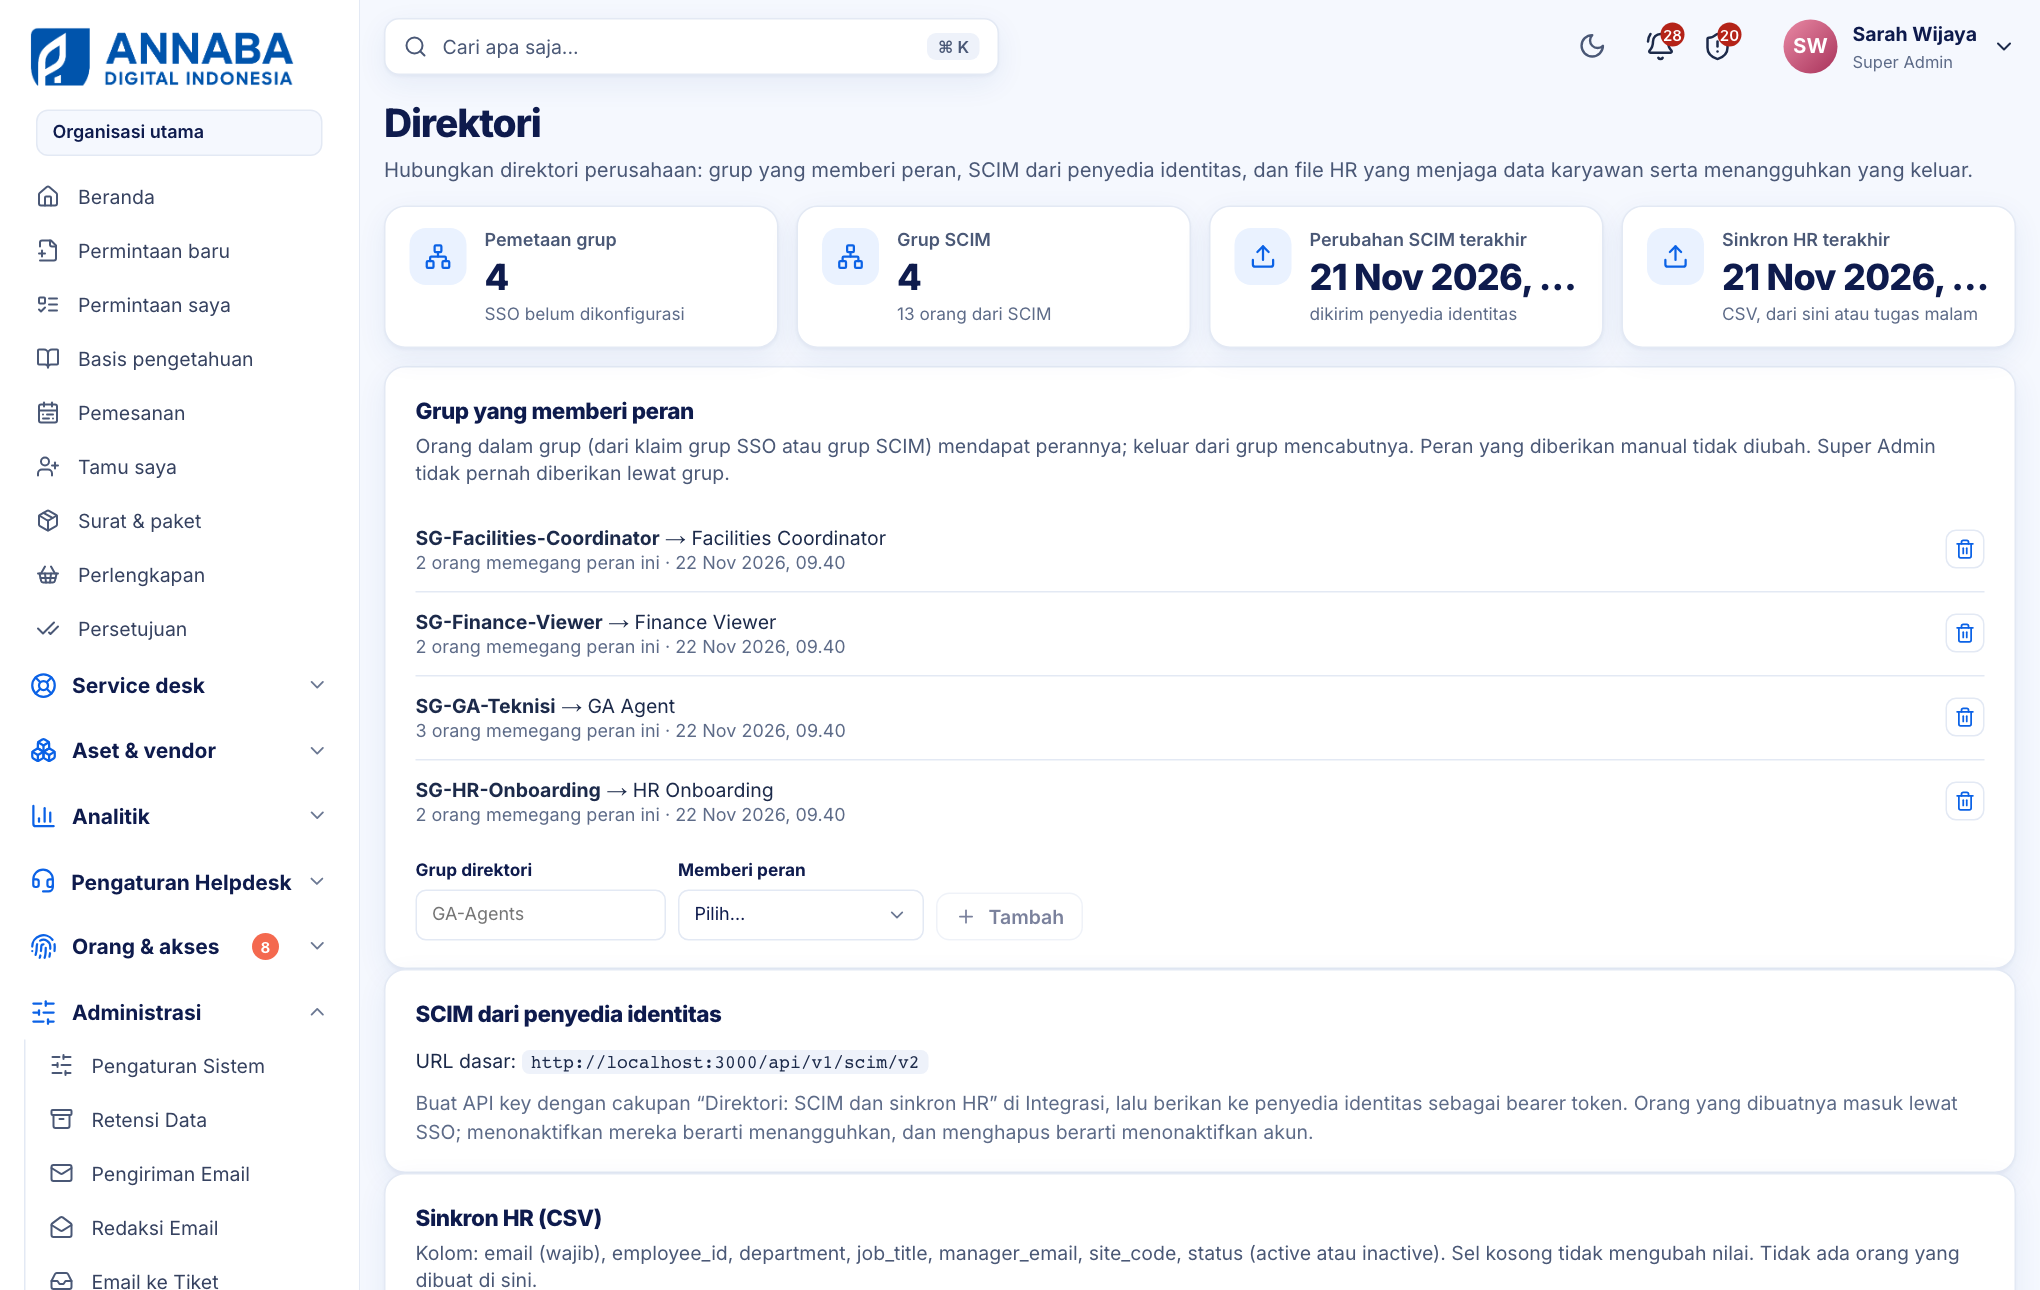 ANNABA
DIGITAL INDONESIA
Organisasi utama
Beranda
Permintaan baru
Permintaan saya
Basis pengetahuan
Pemesanan
Tamu saya
Surat & paket
Perlengkapan
Persetujuan
Service desk
Aset & vendor
Analitik
Pengaturan Helpdesk
Orang & akses 8
Administrasi
Pengaturan Sistem
Retensi Data
Pengiriman Email
Redaksi Email
Email ke Tiket
Cari apa saja... ⌘ K
28
20
SW
Sarah Wijaya
Super Admin
Direktori
Hubungkan direktori perusahaan: grup yang memberi peran, SCIM dari penyedia identitas, dan file HR yang menjaga data karyawan serta menangguhkan yang keluar.
Pemetaan grup
4
SSO belum dikonfigurasi
Grup SCIM
4
13 orang dari SCIM
Perubahan SCIM terakhir
21 Nov 2026, ...
dikirim penyedia identitas
Sinkron HR terakhir
21 Nov 2026, ...
CSV, dari sini atau tugas malam
Grup yang memberi peran
Orang dalam grup (dari klaim grup SSO atau grup SCIM) mendapat perannya; keluar dari grup mencabutnya. Peran yang diberikan manual tidak diubah. Super Admin
tidak pernah diberikan lewat grup.
SG-Facilities-Coordinator → Facilities Coordinator
2 orang memegang peran ini · 22 Nov 2026, 09.40
SG-Finance-Viewer → Finance Viewer
2 orang memegang peran ini · 22 Nov 2026, 09.40
SG-GA-Teknisi → GA Agent
3 orang memegang peran ini · 22 Nov 2026, 09.40
SG-HR-Onboarding → HR Onboarding
2 orang memegang peran ini · 22 Nov 2026, 09.40
Grup direktori
GA-Agents
Memberi peran
Pilih...
+ Tambah
SCIM dari penyedia identitas
URL dasar: http://localhost:3000/api/v1/scim/v2
Buat API key dengan cakupan “Direktori: SCIM dan sinkron HR” di Integrasi, lalu berikan ke penyedia identitas sebagai bearer token. Orang yang dibuatnya masuk lewat
SSO; menonaktifkan mereka berarti menangguhkan, dan menghapus berarti menonaktifkan akun.
Sinkron HR (CSV)
Kolom: email (wajib), employee_id, department, job_title, manager_email, site_code, status (active atau inactive). Sel kosong tidak mengubah nilai. Tidak ada orang yang
dibuat di sini.